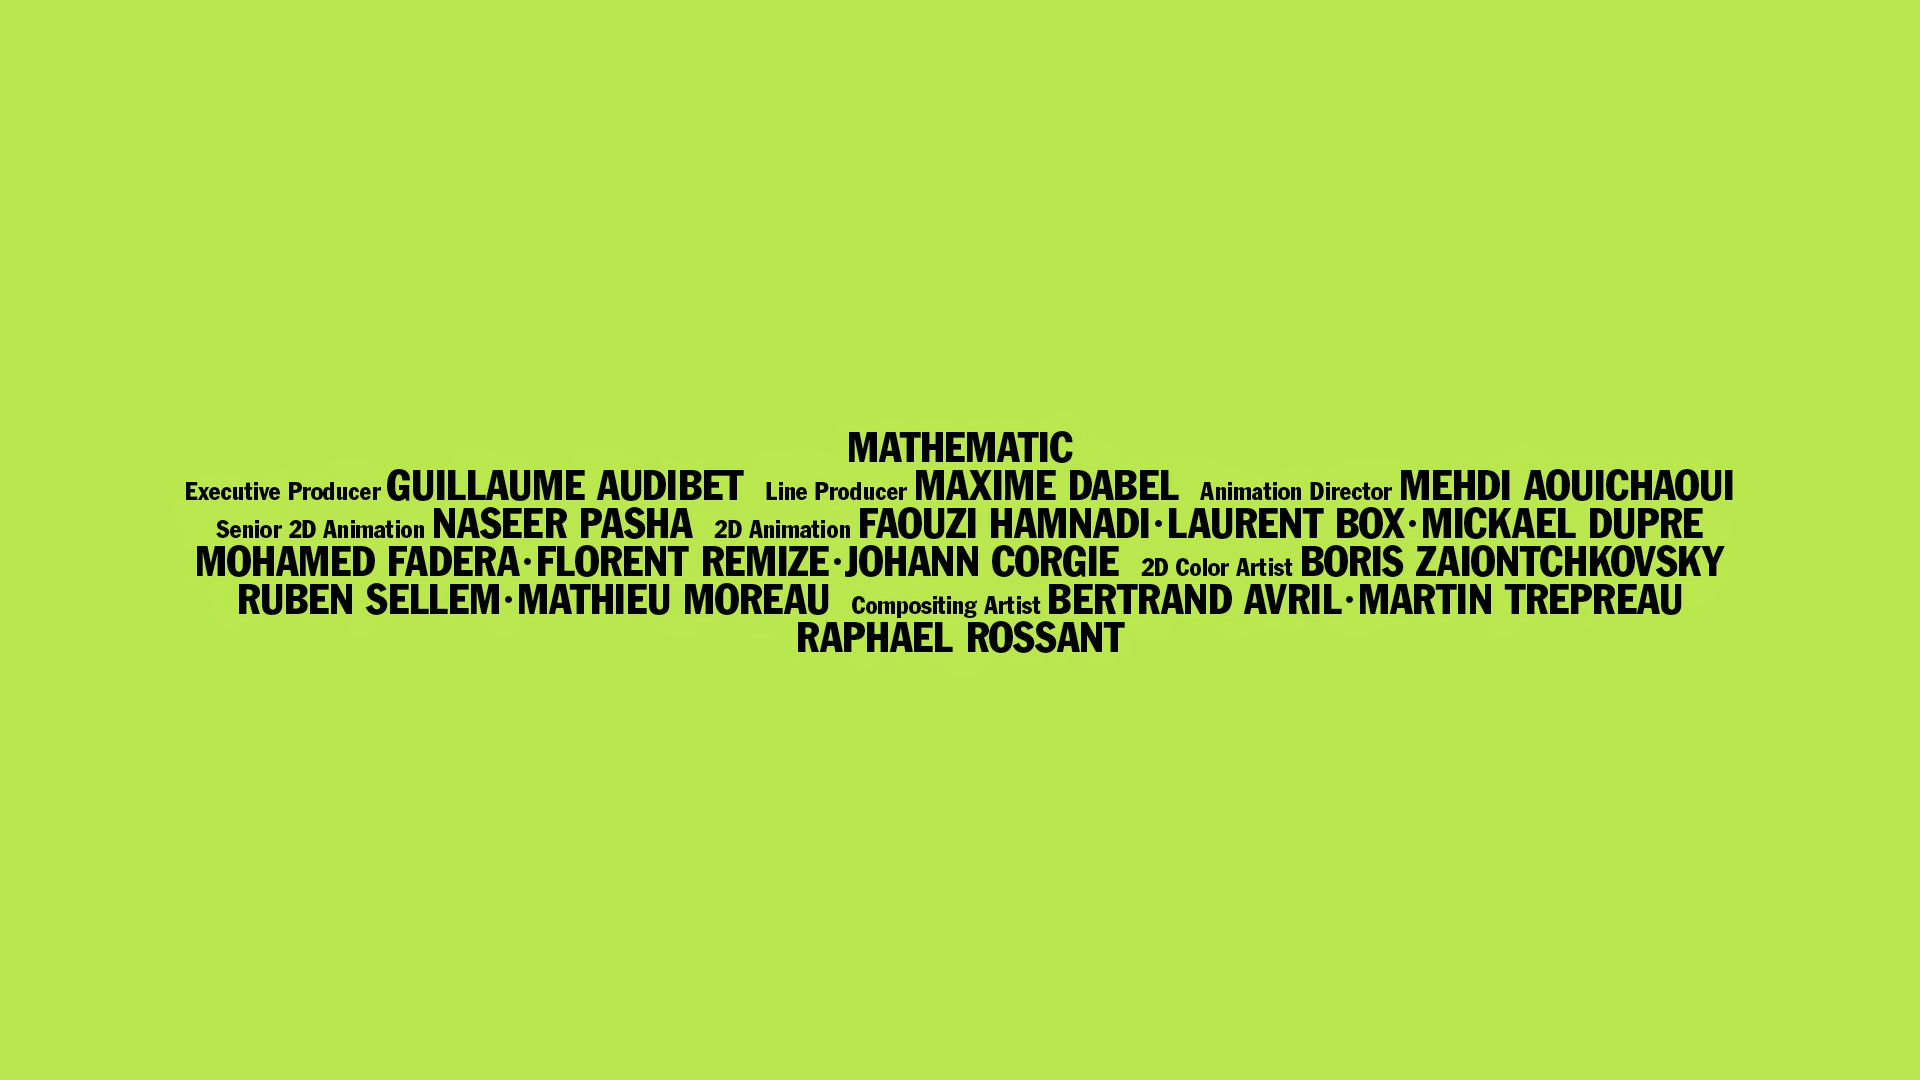 MATHEMATIC
Executive Producer GUILLAUME AUDIBET Line Producer MAXIME DABEL Animation Director MEHDI AOUICHAOUI
Senior 2D Animation NASEER PASHA 2D Animation FAOUZI HAMNADI·LAURENT BOX·MICKAEL DUPRE
MOHAMED FADERA·FLORENT REMIZE·JOHANN CORGIE 2D Color Artist BORIS ZAIONTCHKOVSKY
RUBEN SELLEM·MATHIEU MOREAU Compositing Artist BERTRAND AVRIL·MARTIN TREPREAU
RAPHAEL ROSSANT